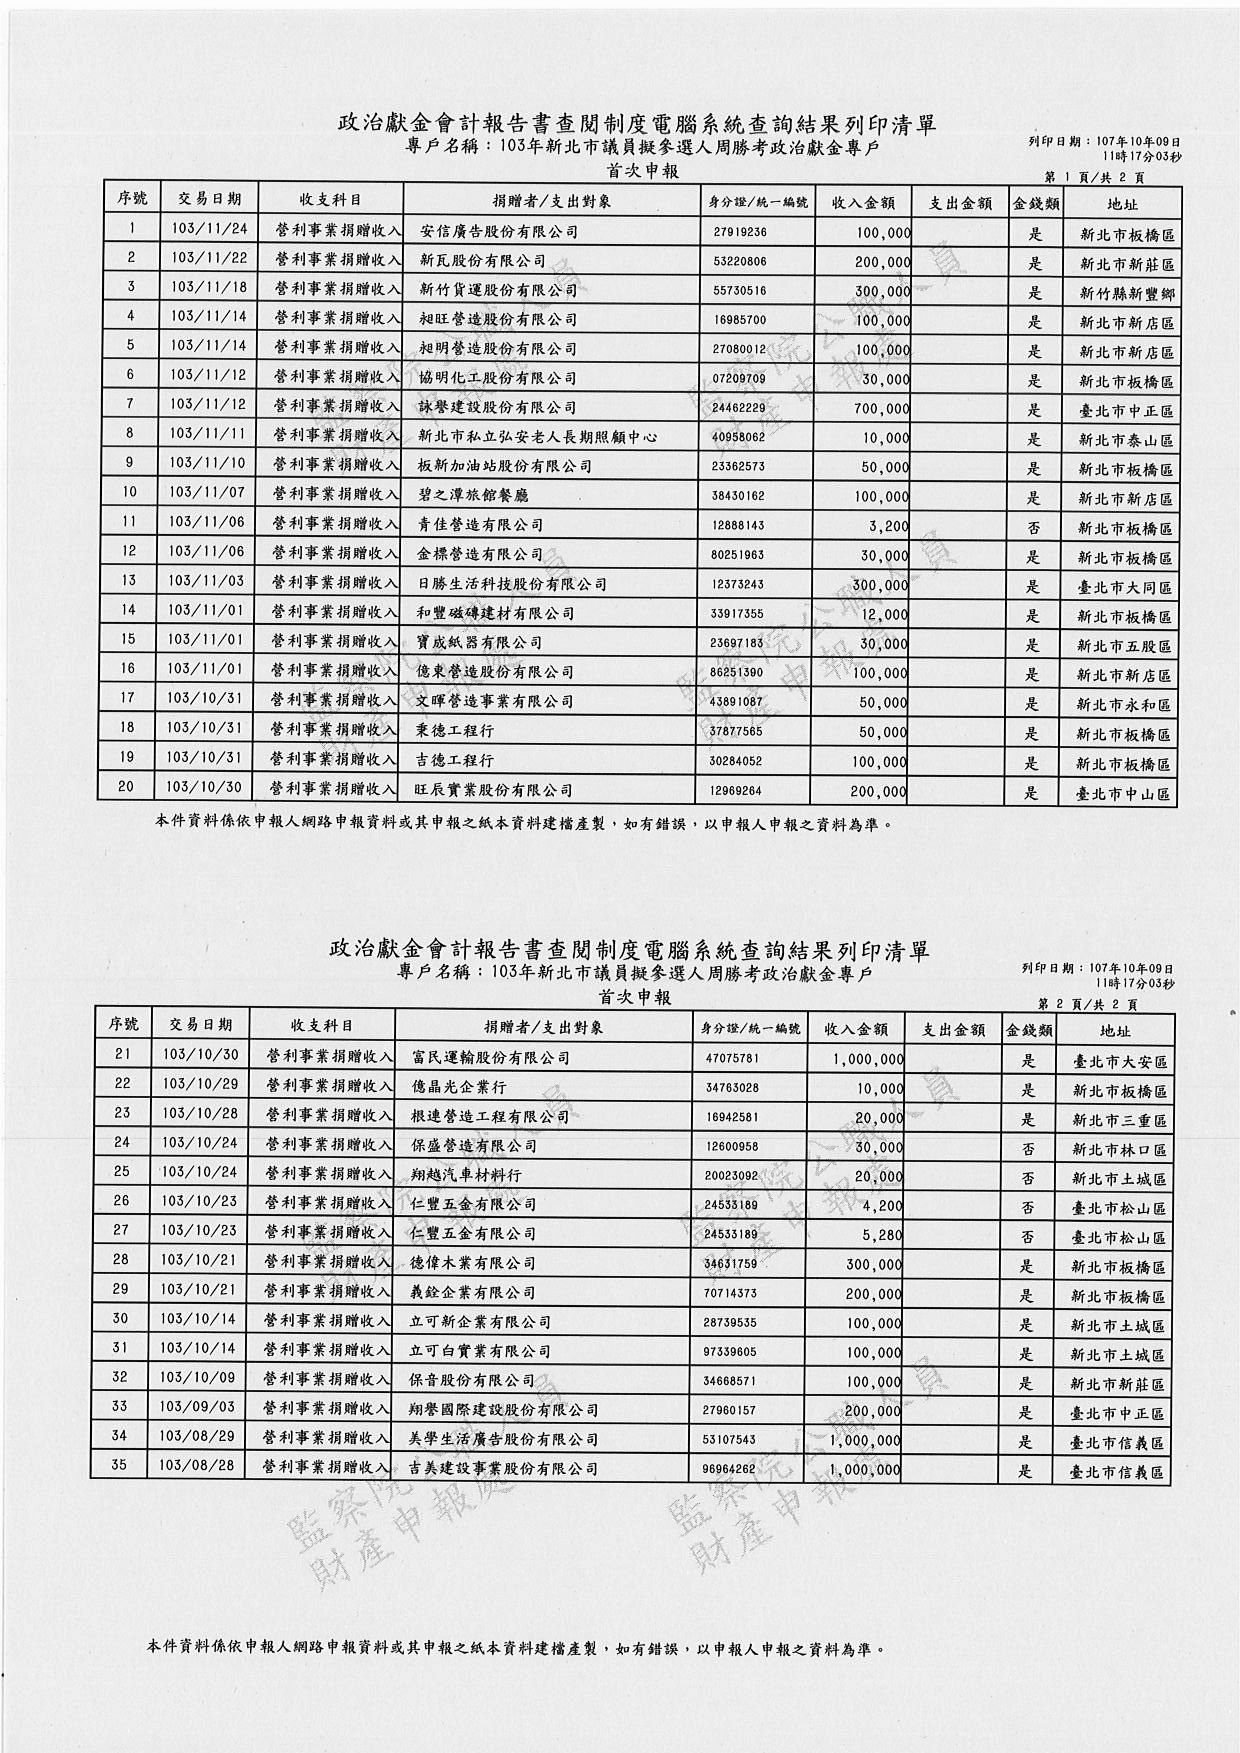 政治獻金會計報告書查閱制度電腦系統查詢結果列印清單
專戶名稱：103年新北市議員擬參選人周勝考政治獻金專戶
列印日期：107年10年09日
11時17分03秒
首次申報
第 1 頁/共 2 頁
序號 交易日期 收支科目 捐贈者/支出對象 身分證/統一編號 收入金額 支出金額 金錢類 地址
1 103/11/24 營利事業捐贈收入 安信廣告股份有限公司 27919236 100,000 是 新北市板橋區
2 103/11/22 營利事業捐贈收入 新瓦股份有限公司 53220806 200,000 是 新北市新莊區
3 103/11/18 營利事業捐贈收入 新竹貨運股份有限公司 55730516 300,000 是 新竹縣新豐鄉
4 103/11/14 營利事業捐贈收入 昶旺營造股份有限公司 16985700 100,000 是 新北市新店區
5 103/11/14 營利事業捐贈收入 昶明營造股份有限公司 27080012 100,000 是 新北市新店區
6 103/11/12 營利事業捐贈收入 協明化工股份有限公司 07209709 30,000 是 新北市板橋區
7 103/11/12 營利事業捐贈收入 詠譽建設股份有限公司 24462229 700,000 是 臺北市中正區
8 103/11/11 營利事業捐贈收入 新北市私立弘安老人長期照顧中心 40958062 10,000 是 新北市泰山區
9 103/11/10 營利事業捐贈收入 板新加油站股份有限公司 23362573 50,000 是 新北市板橋區
10 103/11/07 營利事業捐贈收入 碧之潭旅館餐廳 38430162 100,000 是 新北市新店區
11 103/11/06 營利事業捐贈收入 青佳營造有限公司 12888143 3,200 否 新北市板橋區
12 103/11/06 營利事業捐贈收入 金標營造有限公司 80251963 30,000 是 新北市板橋區
13 103/11/03 營利事業捐贈收入 日勝生活科技股份有限公司 12373243 300,000 是 臺北市大同區
14 103/11/01 營利事業捐贈收入 和豐磁磚建材有限公司 33917355 12,000 是 新北市板橋區
15 103/11/01 營利事業捐贈收入 寶成紙器有限公司 23697183 30,000 是 新北市五股區
16 103/11/01 營利事業捐贈收入 億東營造股份有限公司 86251390 100,000 是 新北市新店區
17 103/10/31 營利事業捐贈收入 文暉營造事業有限公司 43891087 50,000 是 新北市永和區
18 103/10/31 營利事業捐贈收入 秉德工程行 37877565 50,000 是 新北市板橋區
19 103/10/31 營利事業捐贈收入 吉德工程行 30284052 100,000 是 新北市板橋區
20 103/10/30 營利事業捐贈收入 旺辰實業股份有限公司 12969264 200,000 是 臺北市中山區
本件資料係依申報人網路申報資料或其申報之紙本資料建檔產製，如有錯誤，以申報人申報之資料為準。
監察院公職人員
財產申報處
政治獻金會計報告書查閱制度電腦系統查詢結果列印清單
專戶名稱：103年新北市議員擬參選人周勝考政治獻金專戶
列印日期：107年10年09日
11時17分03秒
首次申報
第 2 頁/共 2 頁
序號 交易日期 收支科目 捐贈者/支出對象 身分證/統一編號 收入金額 支出金額 金錢類 地址
21 103/10/30 營利事業捐贈收入 富民運輸股份有限公司 47075781 1,000,000 是 臺北市大安區
22 103/10/29 營利事業捐贈收入 億晶光企業行 34763028 10,000 是 新北市板橋區
23 103/10/28 營利事業捐贈收入 根連營造工程有限公司 16942581 20,000 是 新北市三重區
24 103/10/24 營利事業捐贈收入 保盛營造有限公司 12600958 30,000 否 新北市林口區
25 103/10/24 營利事業捐贈收入 翔越汽車材料行 20023092 20,000 否 新北市土城區
26 103/10/23 營利事業捐贈收入 仁豐五金有限公司 24533189 4,200 否 臺北市松山區
27 103/10/23 營利事業捐贈收入 仁豐五金有限公司 24533189 5,280 否 臺北市松山區
28 103/10/21 營利事業捐贈收入 德偉木業有限公司 34631759 300,000 是 新北市板橋區
29 103/10/21 營利事業捐贈收入 義銓企業有限公司 70714373 200,000 是 新北市板橋區
30 103/10/14 營利事業捐贈收入 立可新企業有限公司 28739535 100,000 是 新北市土城區
31 103/10/14 營利事業捐贈收入 立可白實業有限公司 97339605 100,000 是 新北市土城區
32 103/10/09 營利事業捐贈收入 保音股份有限公司 34668571 100,000 是 新北市新莊區
33 103/09/03 營利事業捐贈收入 翔譽國際建設股份有限公司 27960157 200,000 是 臺北市中正區
34 103/08/29 營利事業捐贈收入 美學生活廣告股份有限公司 53107543 1,000,000 是 臺北市信義區
35 103/08/28 營利事業捐贈收入 吉美建設事業股份有限公司 96964262 1,000,000 是 臺北市信義區
監察院公職人員
財產申報處
本件資料係依申報人網路申報資料或其申報之紙本資料建檔產製，如有錯誤，以申報人申報之資料為準。